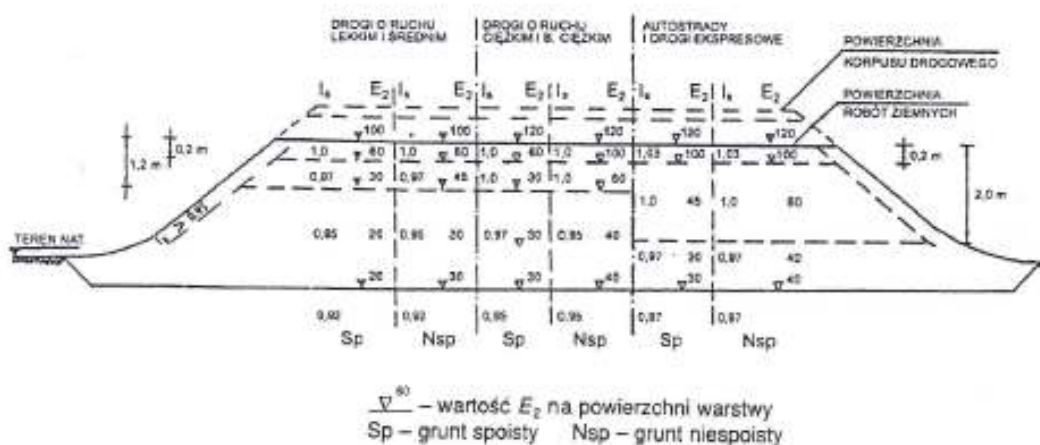 DROGI O RUCHU LEKKIM I ŚREDNIM
DROGI O RUCHU CIĘŻKIM I B. CIĘŻKIM
AUTOSTRADY I DROGI EKSPRESOWE
POWIERZCHNIA KORPUSU DROGOWEGO
POWIERZCHNIA ROBÓT ZIEMNYCH
Is E2 Is E2 Is E2 Is E2 Is E2 Is E2
100 100 120 120 120
0,2 m 1,0 60 1,0 1,0 60 1,0 100 1,03 100 1,03 100 0,2 m
1,2 m 0,97 30 0,97 45 1,0 30 1,0 60
1,0 45 1,0 2,0 m
TEREN NAT.
0,95 20 0,95 20 0,97 30 0,95 40
0,97 30 0,97 40
20 30 30 40 30 40
0,92 0,92 0,95 0,95 0,97 0,97
Sp Nsp Sp Nsp Sp Nsp
60 – wartość E2 na powierzchni warstwy
Sp – grunt spoisty Nsp – grunt niespoisty